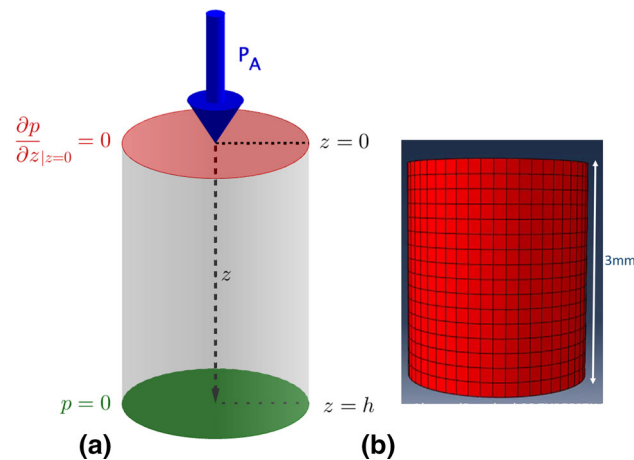 P_A
∂p/∂z|z=0 = 0
z = 0
z
3mm
p = 0
z = h
(a)
(b)